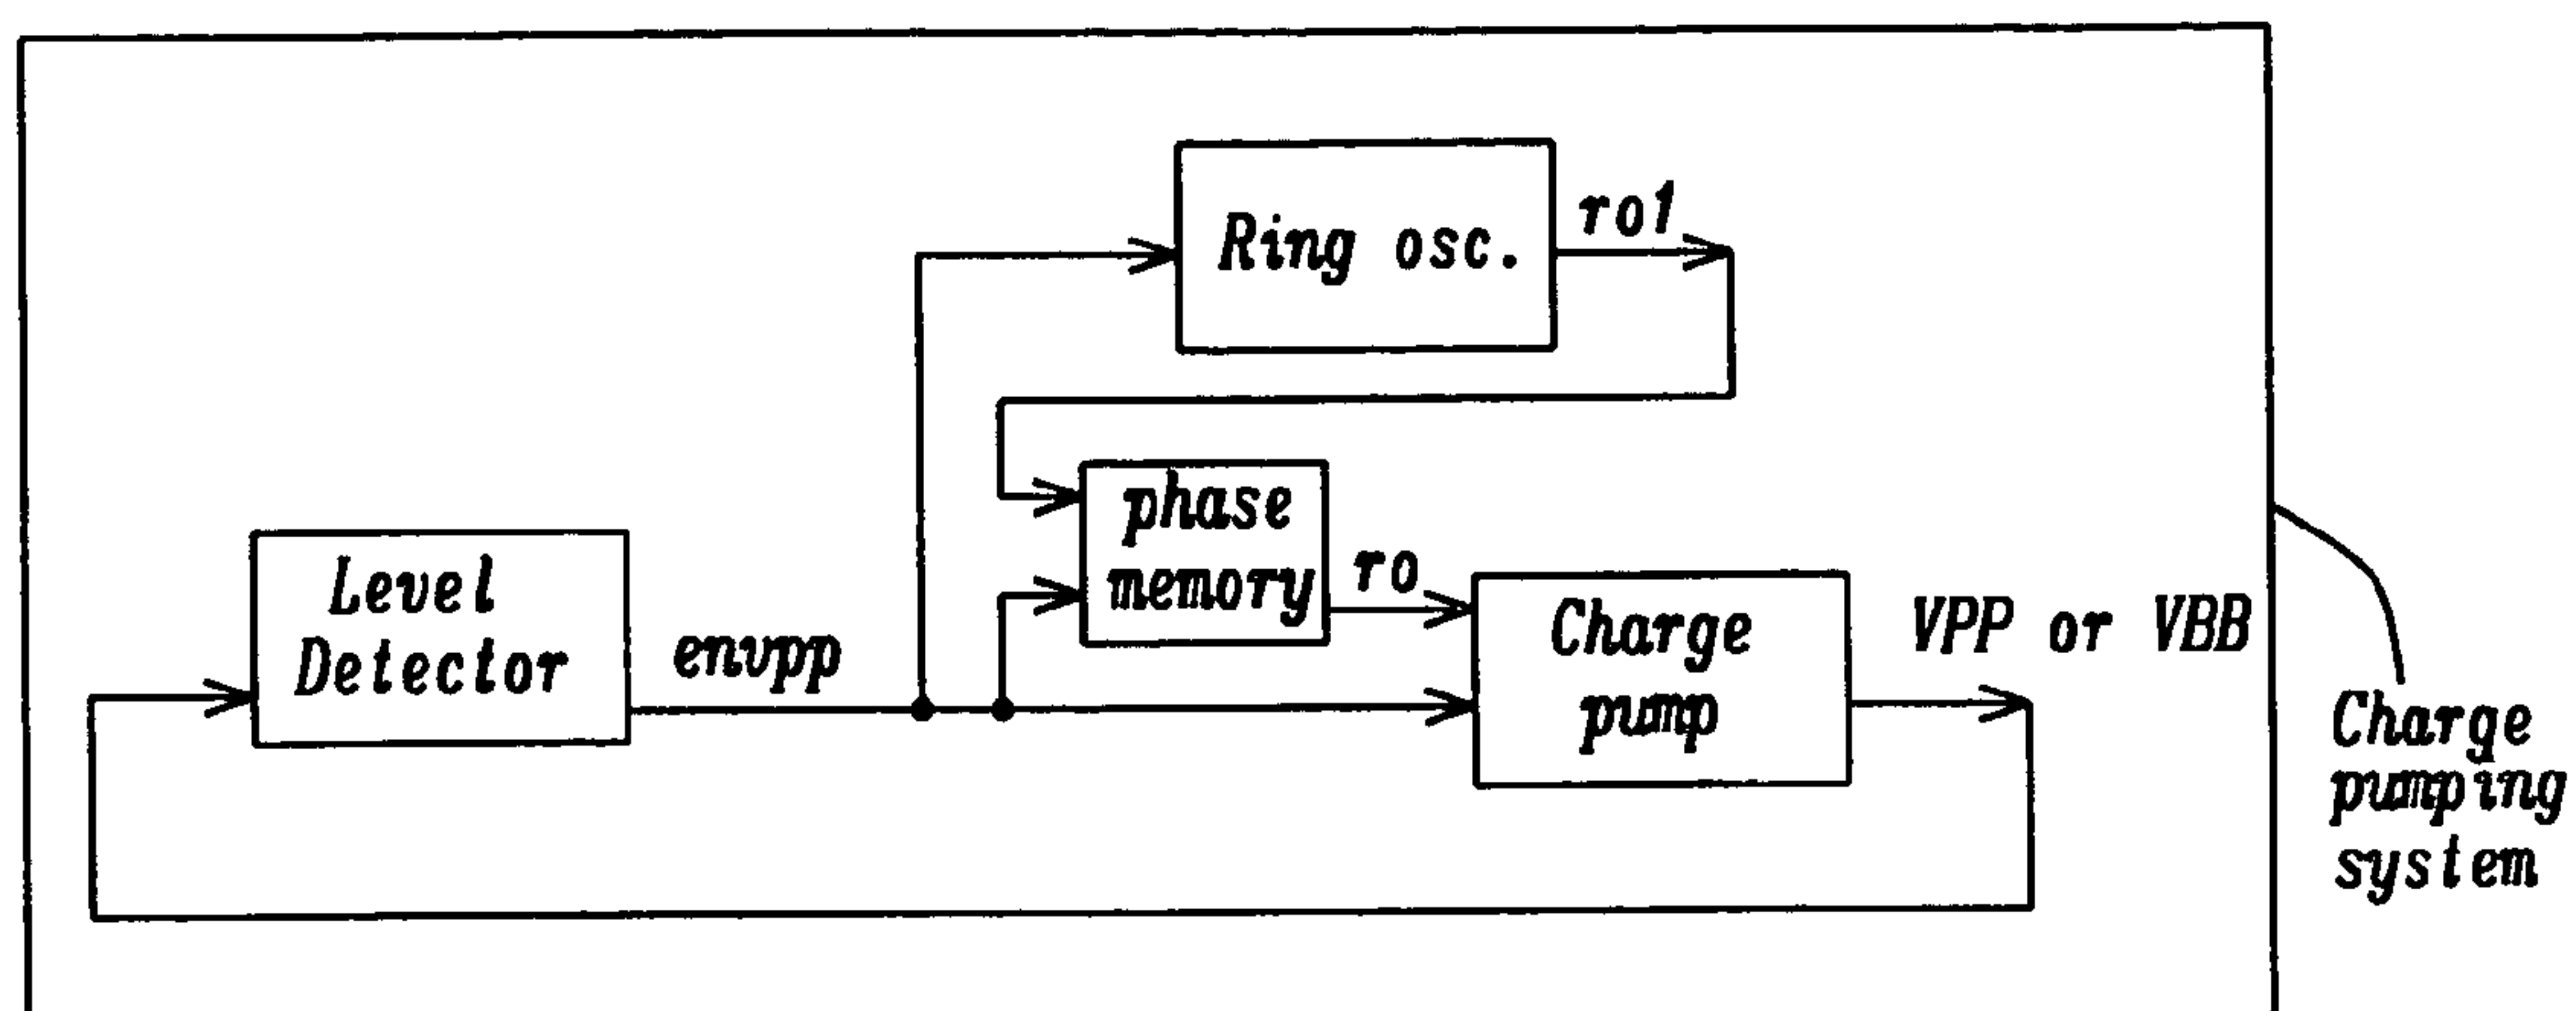 Ring osc.
ro1
phase
memory
ro
Level
Detector
envpp
Charge
pump
VPP or VBB
Charge
pumping
system